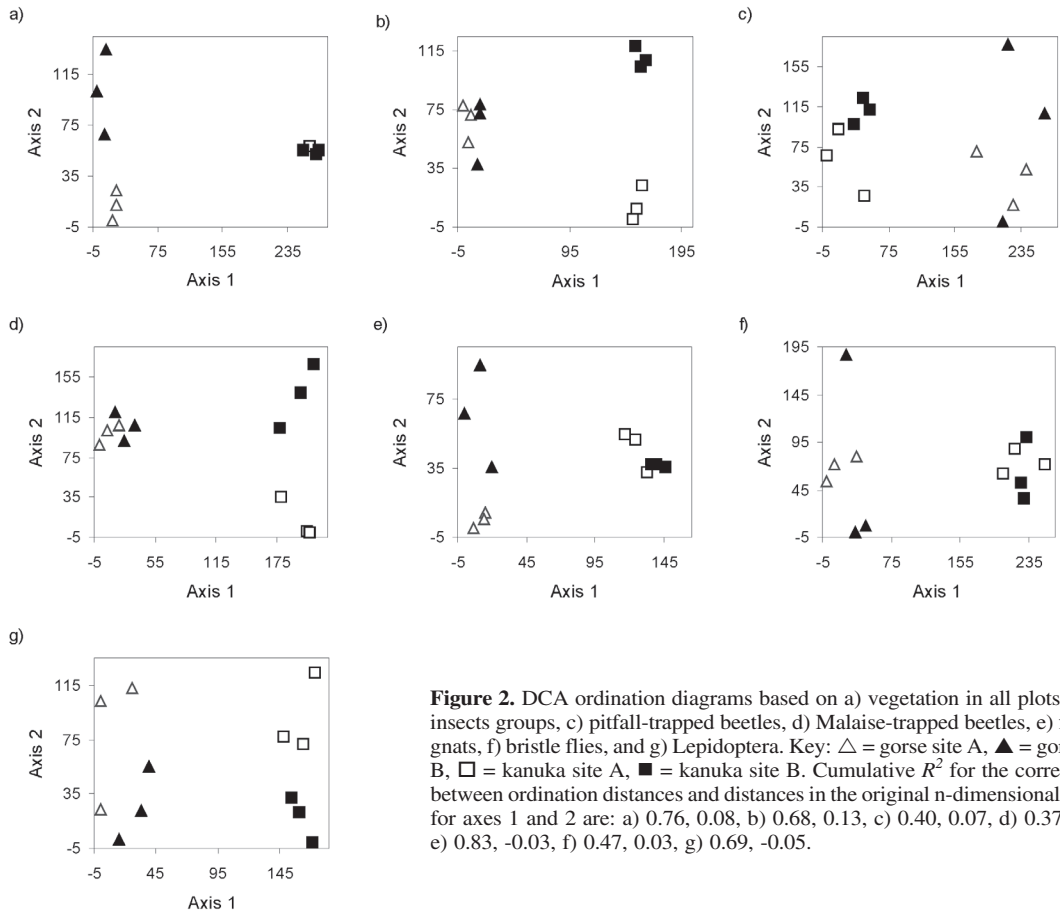 a)
115
75
35
-5
Axis 2
-5 75 155 235
Axis 1
b)
115
75
35
-5
Axis 2
-5 95 195
Axis 1
c)
155
115
75
35
-5
Axis 2
-5 75 155 235
Axis 1
d)
155
115
75
35
-5
Axis 2
-5 55 115 175
Axis 1
e)
75
35
-5
Axis 2
-5 45 95 145
Axis 1
f)
195
145
95
45
-5
Axis 2
-5 75 155 235
Axis 1
g)
115
75
35
-5
Axis 2
-5 45 145
Axis 1
Figure 2. DCA ordination diagrams based on a) vegetation in all plots
insects groups, c) pitfall-trapped beetles, d) Malaise-trapped beetles, e)
gnats, f) bristle flies, and g) Lepidoptera. Key: △ = gorse site A, ▲ =
B, □ = kanuka site A, ■ = kanuka site B. Cumulative R² for the
between ordination distances and distances in the original n-dimensional
for axes 1 and 2 are: a) 0.76, 0.08, b) 0.68, 0.13, c) 0.40, 0.07, d) 0.37
e) 0.83, -0.03, f) 0.47, 0.03, g) 0.69, -0.05.